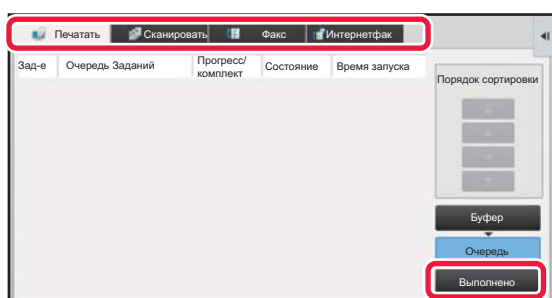 Печатать Сканировать Факс Интернетфак
Зад-е Очередь Заданий Прогресс/комплект Состояние Время запуска
Порядок сортировки
Буфер
Очередь
Выполнено